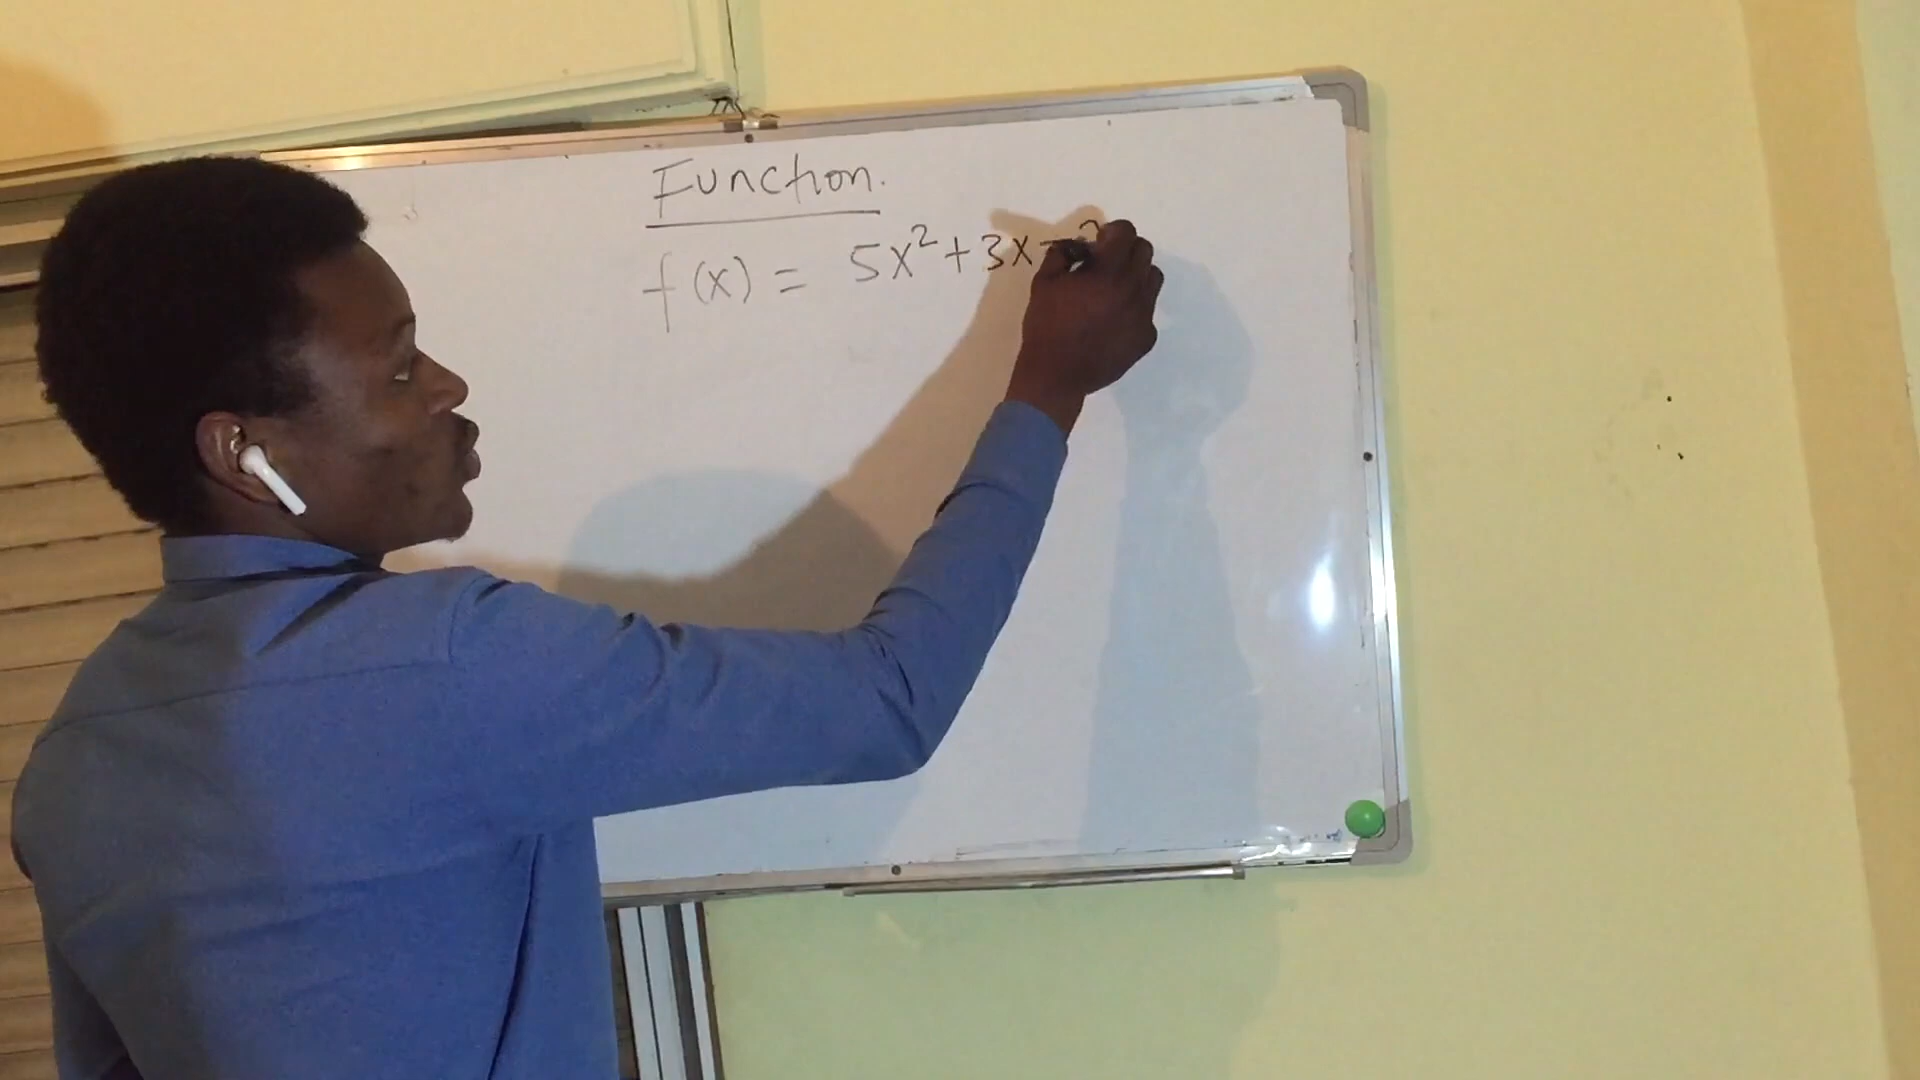 Function.
f(x) = 5x²+3x-